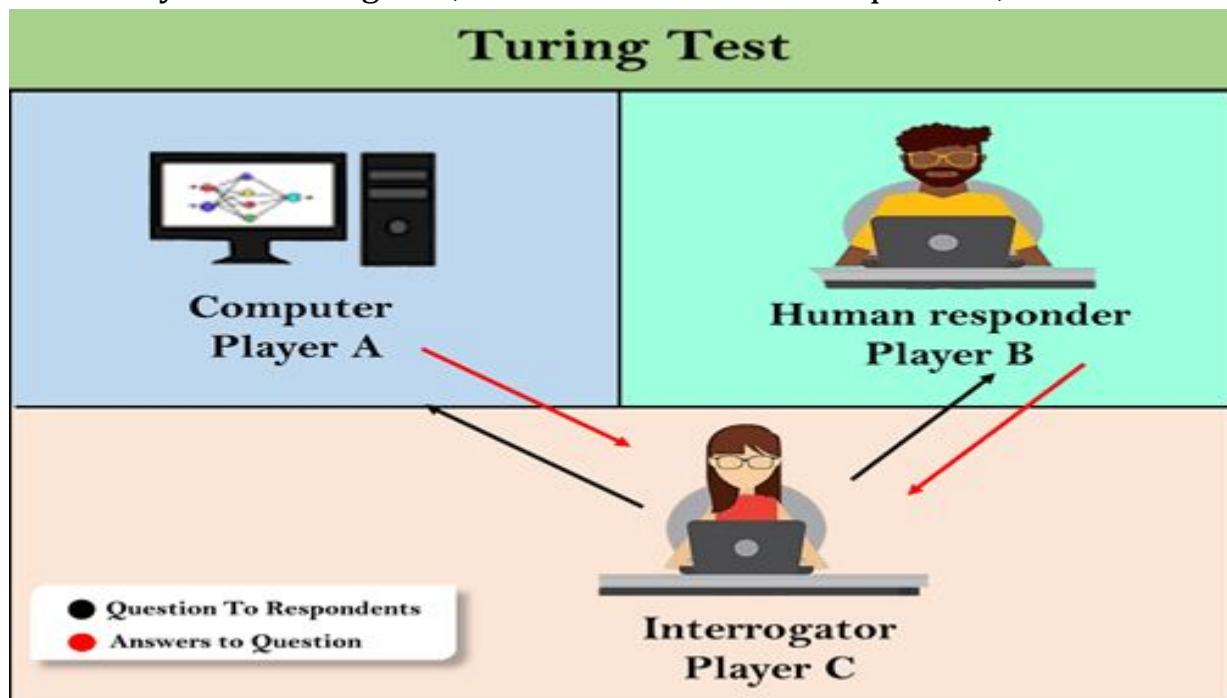 Turing Test
Computer
Player A
Human responder
Player B
Question To Respondents
Answers to Question
Interrogator
Player C